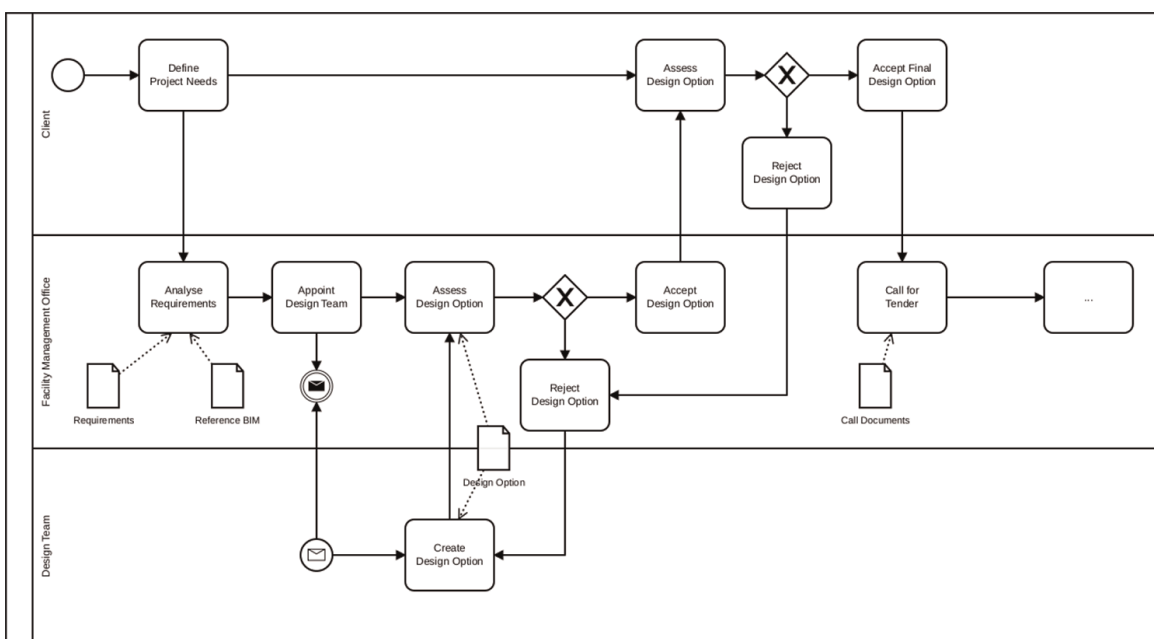 Client
Define
Project Needs
Assess
Design Option
X
Accept Final
Design Option
Reject
Design Option
Facility Management Office
Analyse
Requirements
Appoint
Design Team
Assess
Design Option
X
Accept
Design Option
Call for
Tender
...
Reject
Design Option
Requirements
Reference BIM
Call Documents
Design Option
Design Team
Create
Design Option